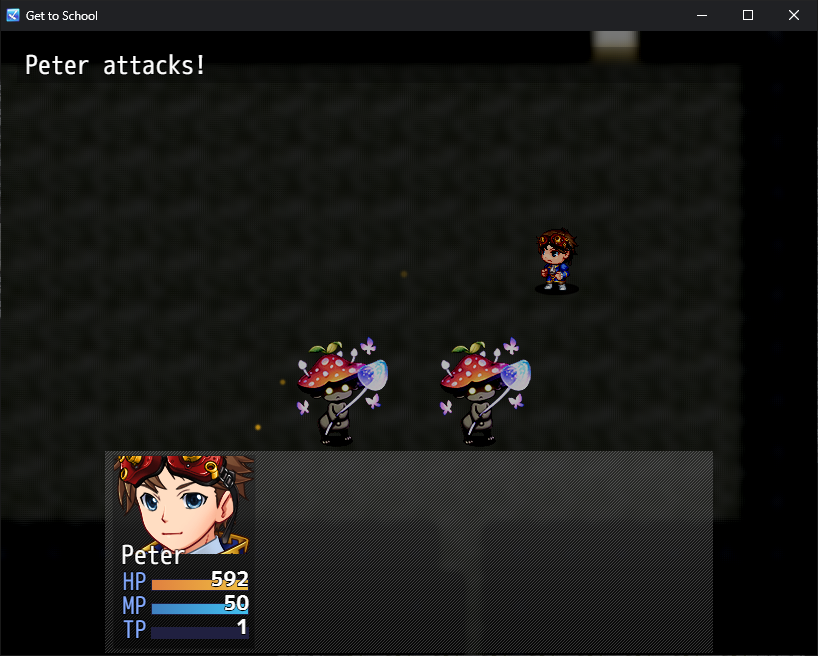 Get to School
Peter attacks!
Peter
HP 592
MP 50
TP 1